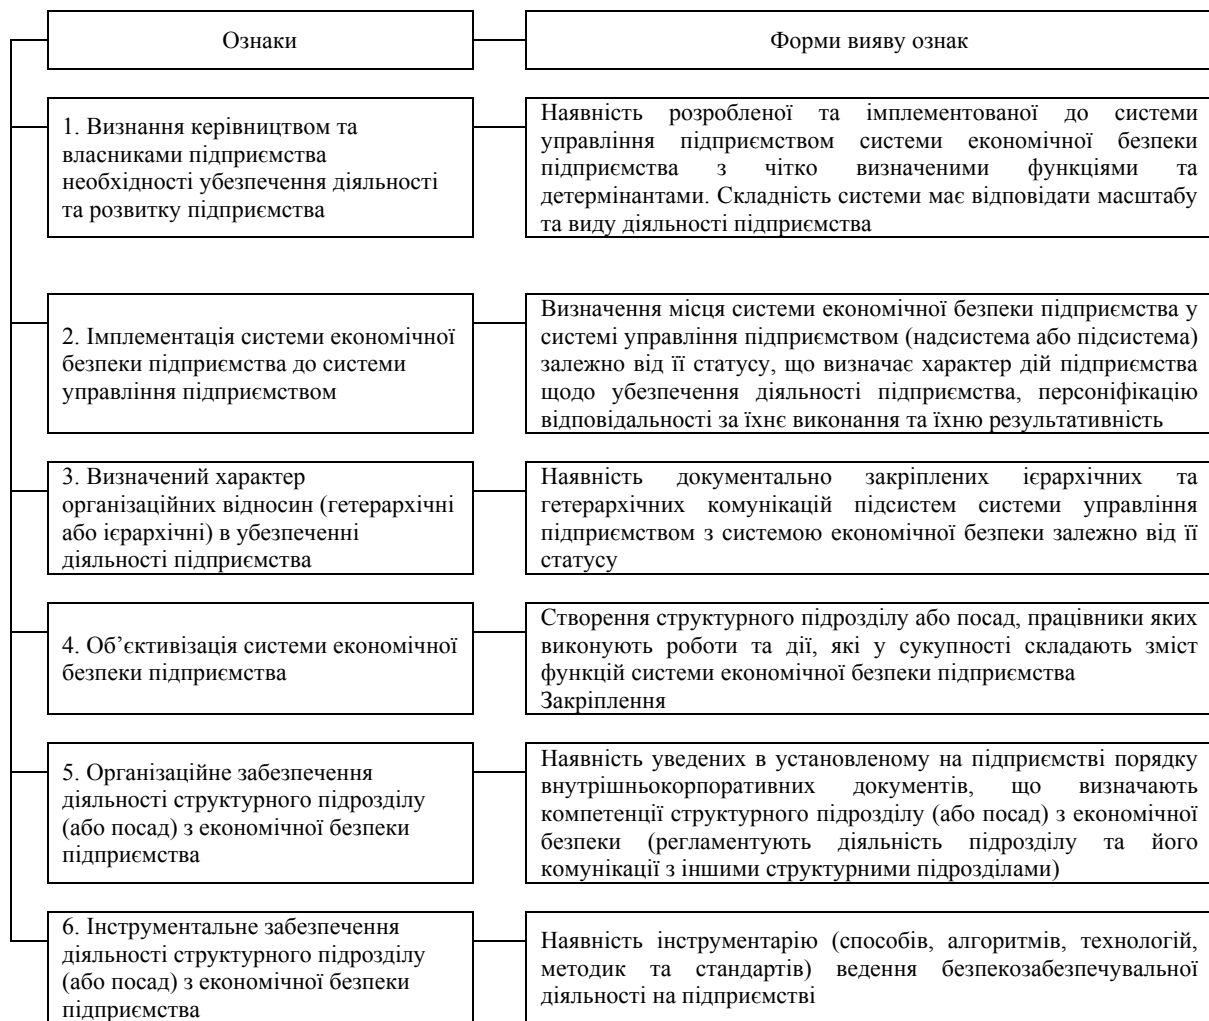 Ознаки
Форми вияву ознак
1. Визнання керівництвом та
власниками підприємства
необхідності убезпечення діяльності
та розвитку підприємства
Наявність розробленої та імплементованої до системи
управління підприємством системи економічної безпеки
підприємства з чітко визначеними функціями та
детермінантами. Складність системи має відповідати масштабу
та виду діяльності підприємства
2. Імплементація системи економічної
безпеки підприємства до системи
управління підприємством
Визначення місця системи економічної безпеки підприємства у
системі управління підприємством (надсистема або підсистема)
залежно від її статусу, що визначає характер дій підприємства
щодо убезпечення діяльності підприємства, персоніфікацію
відповідальності за їхнє виконання та їхню результативність
3. Визначений характер
організаційних відносин (гетерархічні
або ієрархічні) в убезпеченні
діяльності підприємства
Наявність документально закріплених ієрархічних та
гетерархічних комунікацій підсистем системи управління
підприємством з системою економічної безпеки залежно від її
статусу
4. Об’єктивізація системи економічної
безпеки підприємства
Створення структурного підрозділу або посад, працівники яких
виконують роботи та дії, які у сукупності складають зміст
функцій системи економічної безпеки підприємства
Закріплення
5. Організаційне забезпечення
діяльності структурного підрозділу
(або посад) з економічної безпеки
підприємства
Наявність уведених в установленому на підприємстві порядку
внутрішньокорпоративних документів, що визначають
компетенції структурного підрозділу (або посад) з економічної
безпеки (регламентують діяльність підрозділу та його
комунікації з іншими структурними підрозділами)
6. Інструментальне забезпечення
діяльності структурного підрозділу
(або посад) з економічної безпеки
підприємства
Наявність інструментарію (способів, алгоритмів, технологій,
методик та стандартів) ведення безпекозабезпечувальної
діяльності на підприємстві